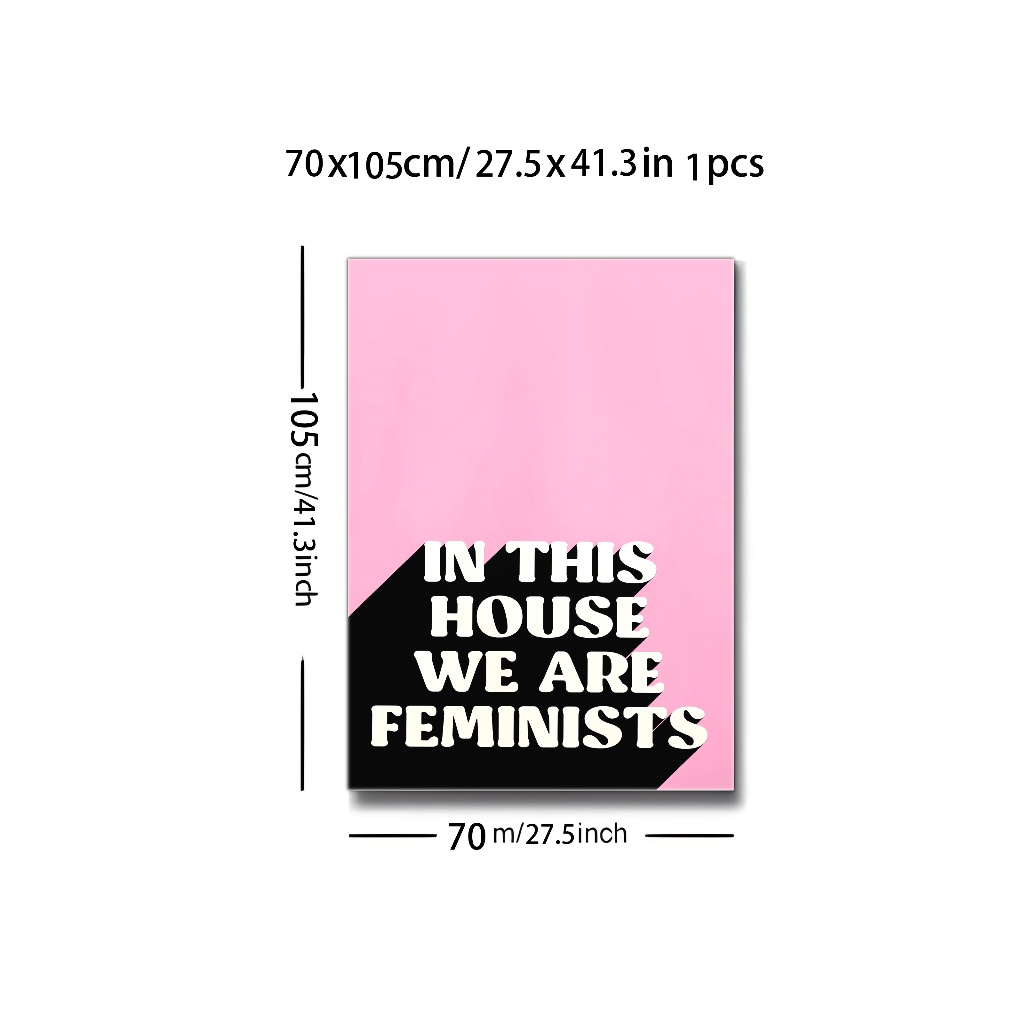 70x105cm/27.5x41.3in 1pcs
105cm/41.3inch
IN THIS
HOUSE
WE ARE
FEMINISTS
70 m/27.5inch